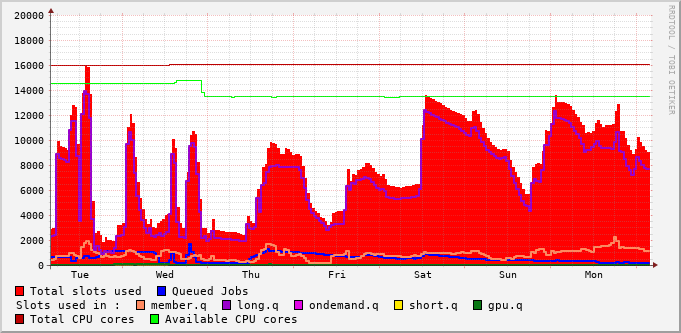 RRDTOOL / TOBI OETIKER
20000
18000
16000
14000
12000
10000
8000
6000
4000
2000
0
Tue Wed Thu Fri Sat Sun Mon
Total slots used Queued Jobs
Slots used in : member.q long.q ondemand.q short.q gpu.q
Total CPU cores Available CPU cores